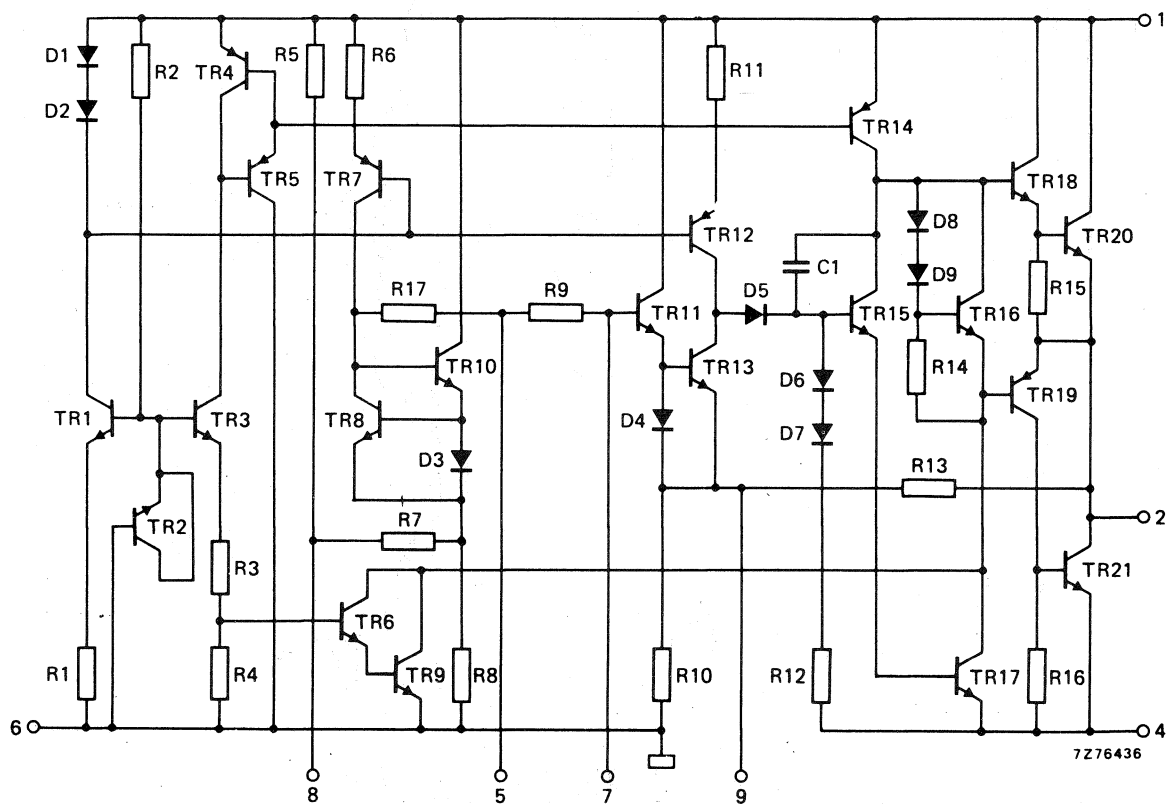 1
D1
R2
TR4
R5
R6
R11
D2
TR14
TR5
TR7
TR18
D8
TR12
TR20
C1
D9
R17
R9
D5
R15
TR11
TR15
TR16
TR10
TR13
R14
D6
TR19
TR1
TR3
TR8
D4
D7
D3
R13
TR2
R7
2
R3
TR21
TR6
R1
R4
TR9
R8
R10
R12
TR17
R16
6
4
7Z76436
8
5
7
9